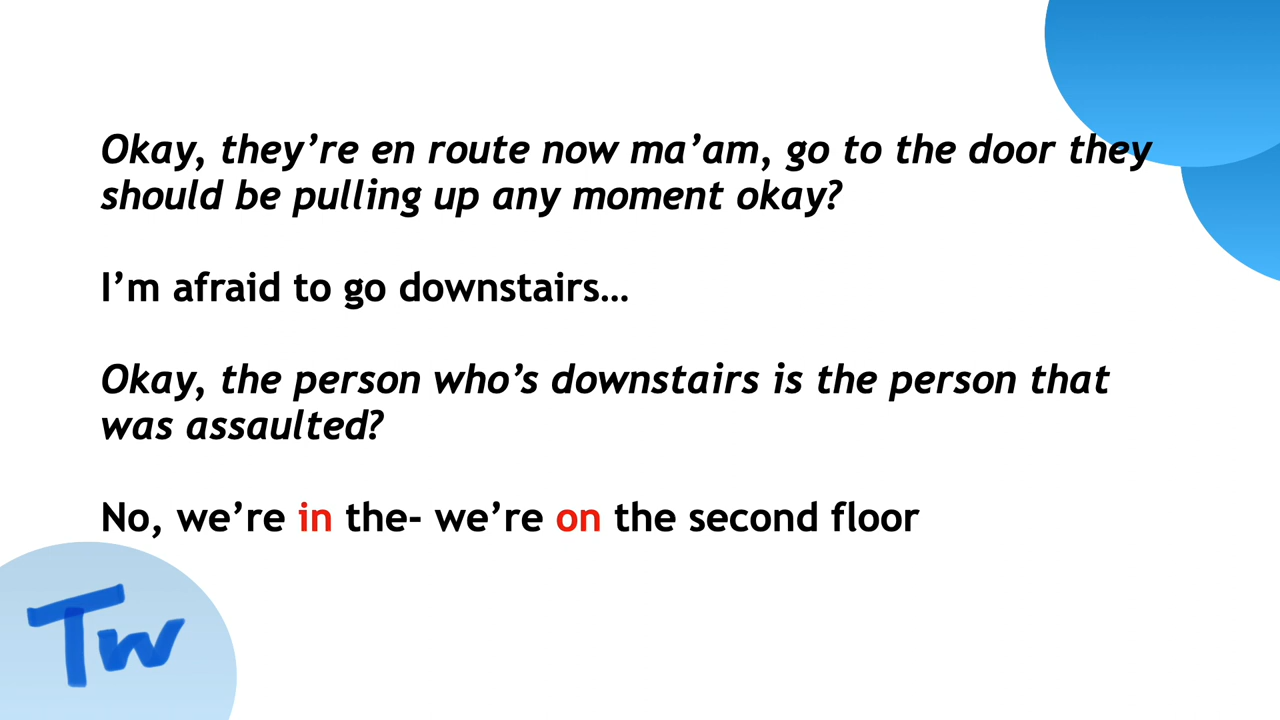 Okay, they’re en route now ma’am, go to the door they
should be pulling up any moment okay?
I’m afraid to go downstairs…
Okay, the person who’s downstairs is the person that
was assaulted?
No, we’re in the- we’re on the second floor
Tw